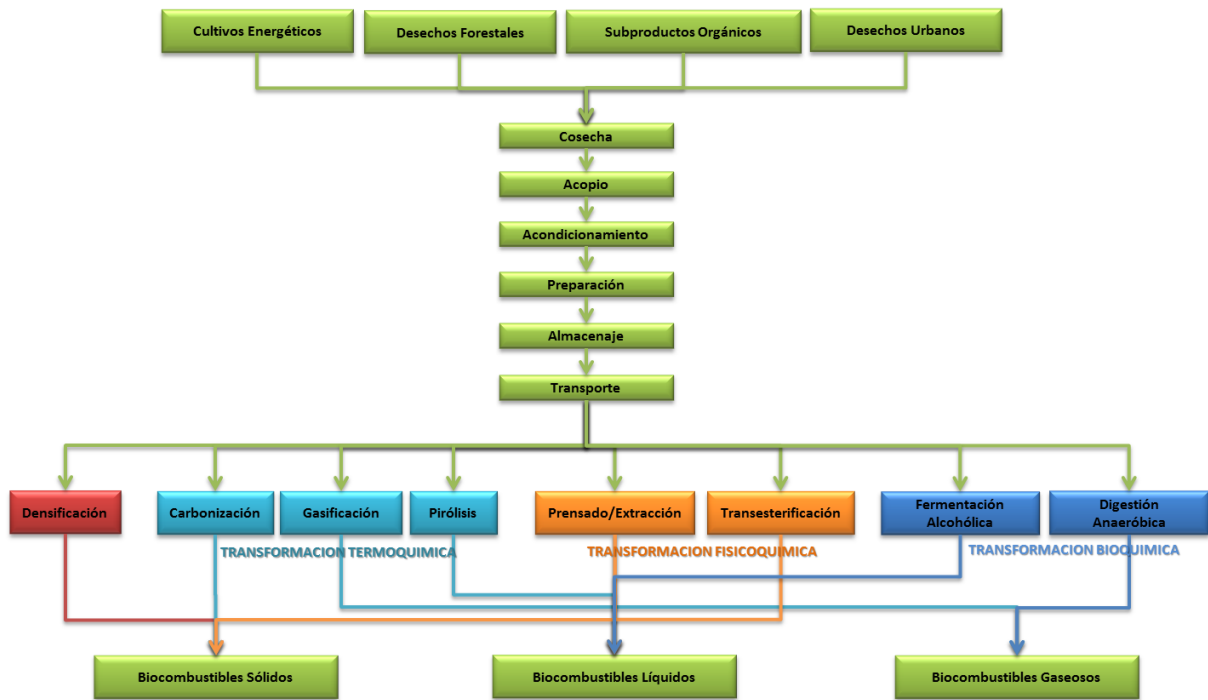 Cultivos Energéticos
Desechos Forestales
Subproductos Orgánicos
Desechos Urbanos
Cosecha
Acopio
Acondicionamiento
Preparación
Almacenaje
Transporte
Densificación
Carbonización
Gasificación
Pirólisis
Prensado/Extracción
Transesterificación
Fermentación
Alcohólica
Digestión
Anaeróbica
TRANSFORMACION TERMOQUIMICA
TRANSFORMACION FISICOQUIMICA
TRANSFORMACION BIOQUIMICA
Biocombustibles Sólidos
Biocombustibles Líquidos
Biocombustibles Gaseosos